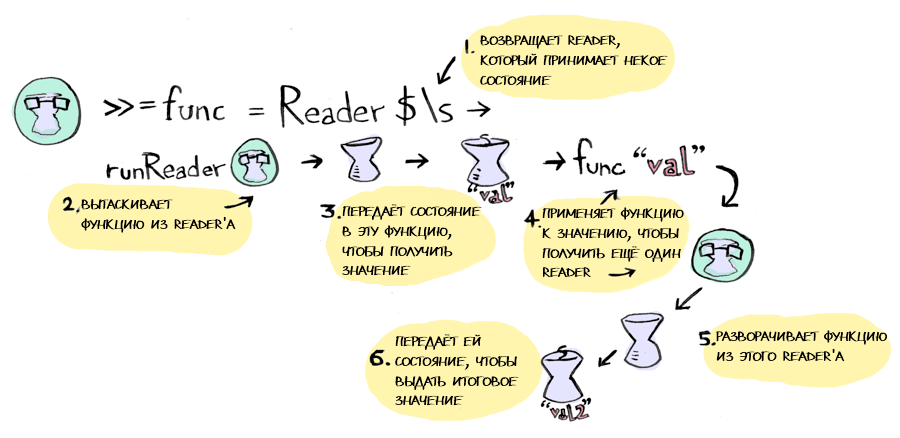 1. ВОЗВРАЩАЕТ READER,
КОТОРЫЙ ПРИНИМАЕТ НЕКОЕ
СОСТОЯНИЕ
>>= func = Reader $ \s →
runReader → → → func “val”
“val”
2. ВЫТАСКИВАЕТ
ФУНКЦИЮ ИЗ READER'А
3. ПЕРЕДАЁТ СОСТОЯНИЕ
В ЭТУ ФУНКЦИЮ,
ЧТОБЫ ПОЛУЧИТЬ
ЗНАЧЕНИЕ
4. ПРИМЕНЯЕТ ФУНКЦИЮ
К ЗНАЧЕНИЮ, ЧТОБЫ
ПОЛУЧИТЬ ЕЩЁ ОДИН
READER →
5. РАЗВОРАЧИВАЕТ ФУНКЦИЮ
ИЗ ЭТОГО READER'А
6. ПЕРЕДАЁТ ЕЙ
СОСТОЯНИЕ, ЧТОБЫ
ВЫДАТЬ ИТОГОВОЕ
ЗНАЧЕНИЕ
“val2”